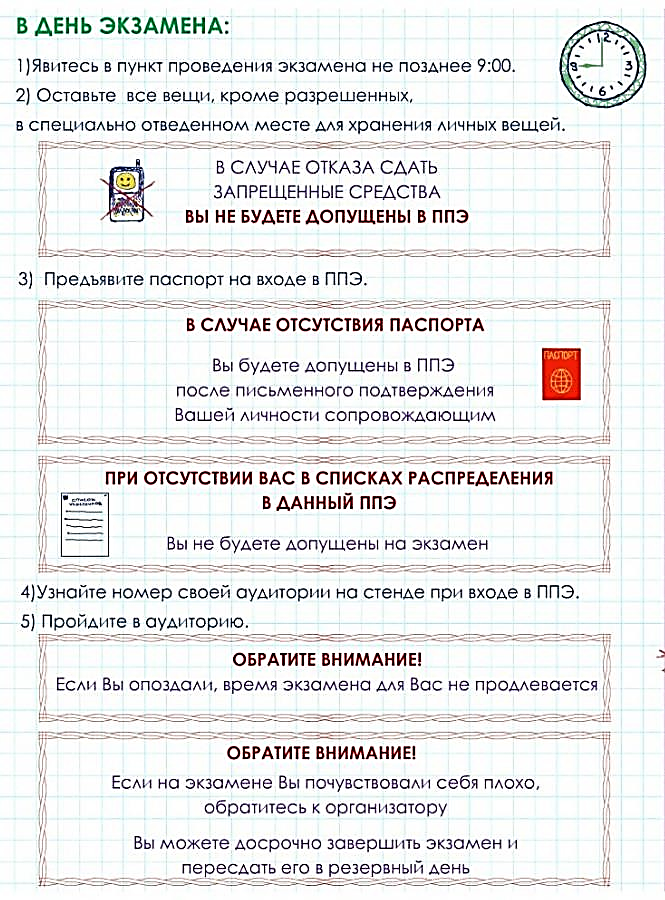 В ДЕНЬ ЭКЗАМЕНА:
1)Явитесь в пункт проведения экзамена не позднее 9:00.
2) Оставьте все вещи, кроме разрешенных,
в специально отведенном месте для хранения личных вещей.
12
3
6
9
В СЛУЧАЕ ОТКАЗА СДАТЬ
ЗАПРЕЩЕННЫЕ СРЕДСТВА
ВЫ НЕ БУДЕТЕ ДОПУЩЕНЫ В ППЭ
3) Предъявите паспорт на входе в ППЭ.
В СЛУЧАЕ ОТСУТСТВИЯ ПАСПОРТА
Вы будете допущены в ППЭ
после письменного подтверждения
Вашей личности сопровождающим
ПАСПОРТ
ПРИ ОТСУТСТВИИ ВАС В СПИСКАХ РАСПРЕДЕЛЕНИЯ
В ДАННЫЙ ППЭ
Вы не будете допущены на экзамен
4)Узнайте номер своей аудитории на стенде при входе в ППЭ.
5) Пройдите в аудиторию.
ОБРАТИТЕ ВНИМАНИЕ!
Если Вы опоздали, время экзамена для Вас не продлевается
ОБРАТИТЕ ВНИМАНИЕ!
Если на экзамене Вы почувствовали себя плохо,
обратитесь к организатору
Вы можете досрочно завершить экзамен и
пересдать его в резервный день